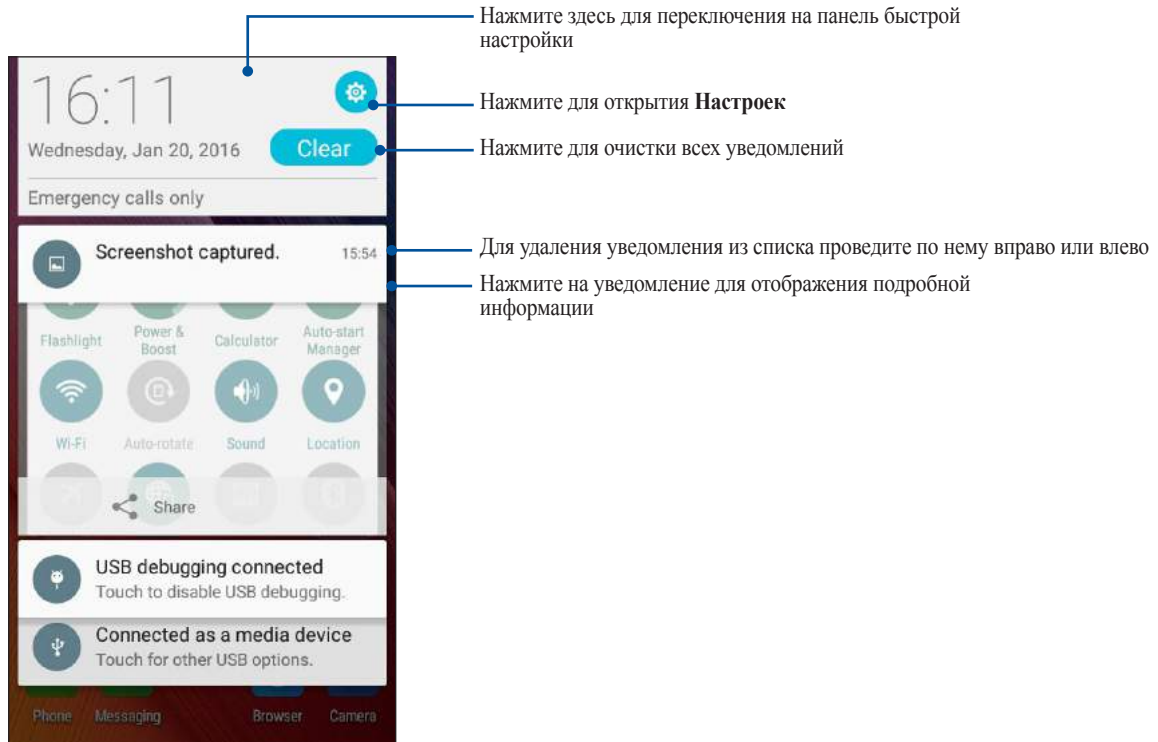 Нажмите здесь для переключения на панель быстрой
настройки
16:11
Нажмите для открытия Настроек
Wednesday, Jan 20, 2016
Clear
Нажмите для очистки всех уведомлений
Emergency calls only
Screenshot captured.
15:54
Для удаления уведомления из списка проведите по нему вправо или влево
Нажмите на уведомление для отображения подробной
информации
Flashlight
Power &
Boost
Calculator
Auto-start
Manager
Wi-Fi
Auto-rotate
Sound
Location
Share
USB debugging connected
Touch to disable USB debugging.
Connected as a media device
Touch for other USB options.
Phone
Messaging
Browser
Camera